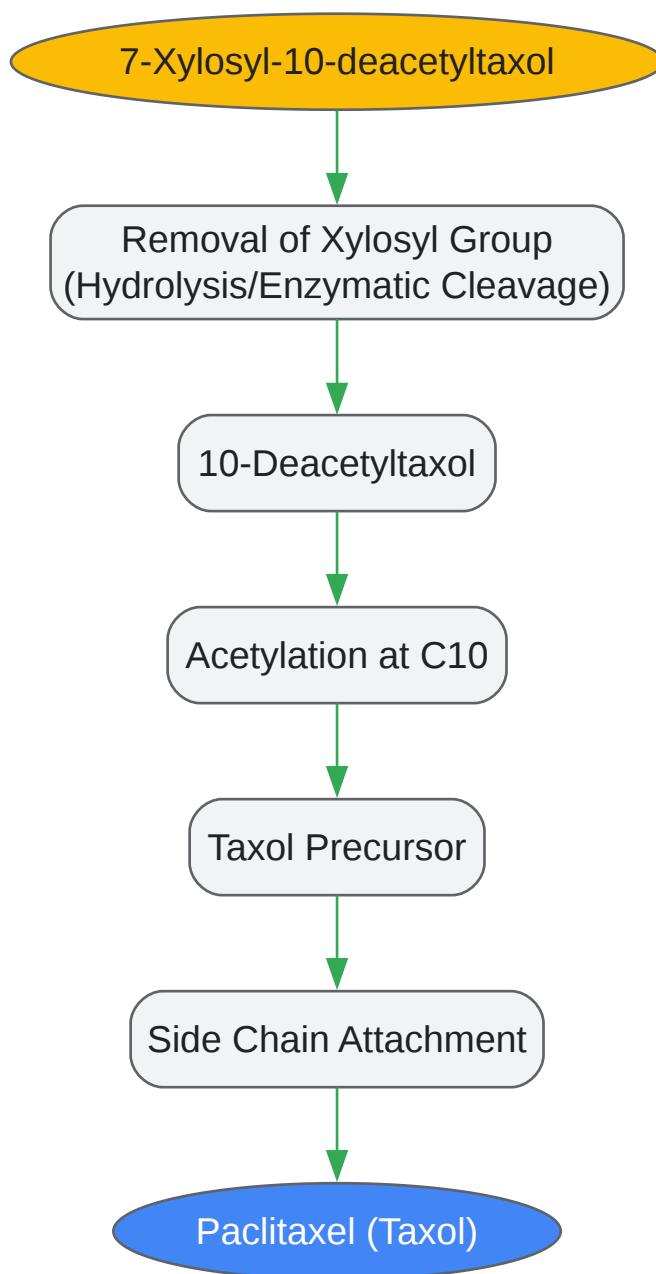 7-Xylosyl-10-deacetyltaxol
Removal of Xylosyl Group
(Hydrolysis/Enzymatic Cleavage)
10-Deacetyltaxol
Acetylation at C10
Taxol Precursor
Side Chain Attachment
Paclitaxel (Taxol)